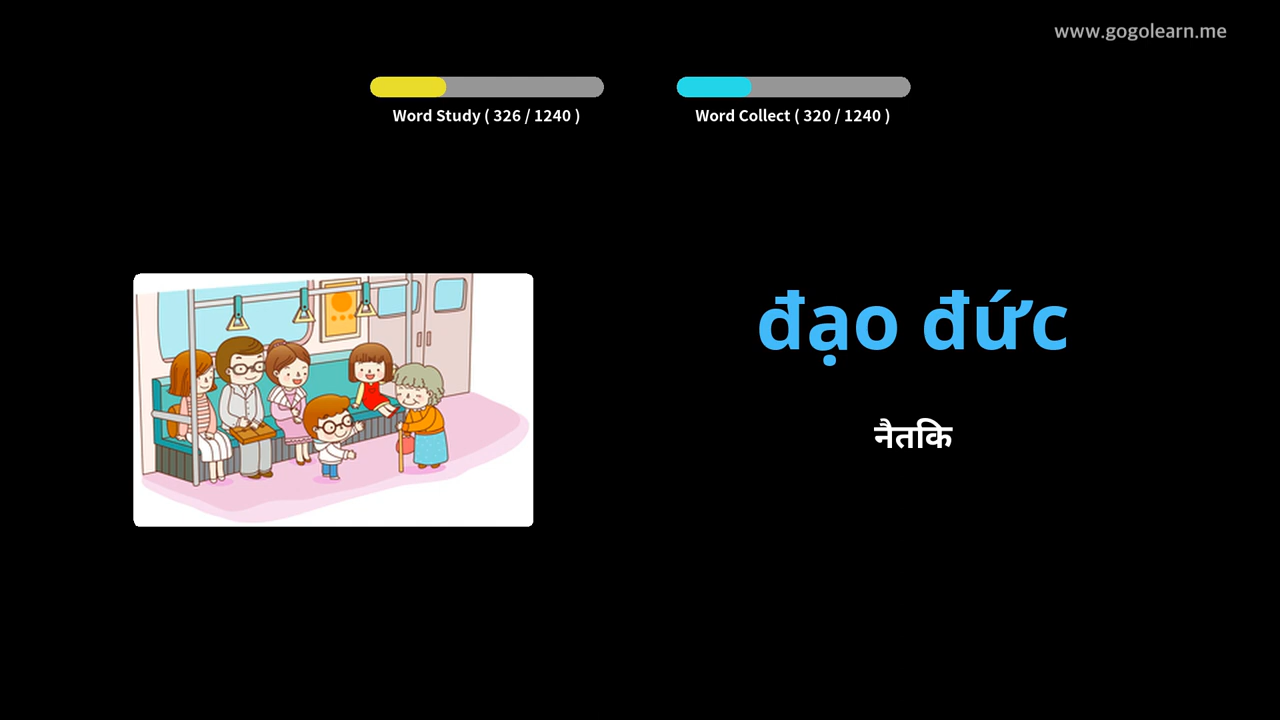 www.gogolearn.me
Word Study ( 326 / 1240 )
Word Collect ( 320 / 1240 )
đạo đức
नैतकि